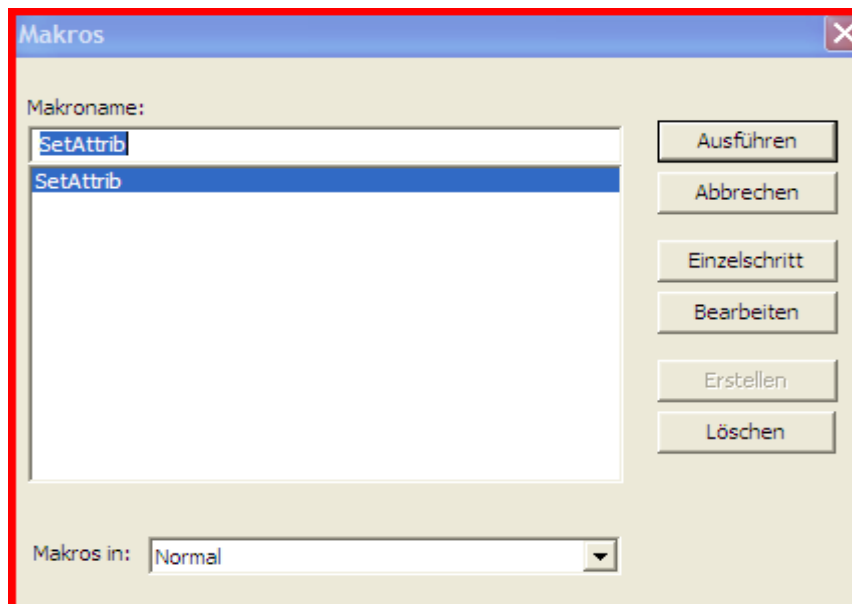 Makros
Makroname:
SetAttrib
SetAttrib
Ausführen
Abbrechen
Einzelschritt
Bearbeiten
Erstellen
Löschen
Makros in: Normal